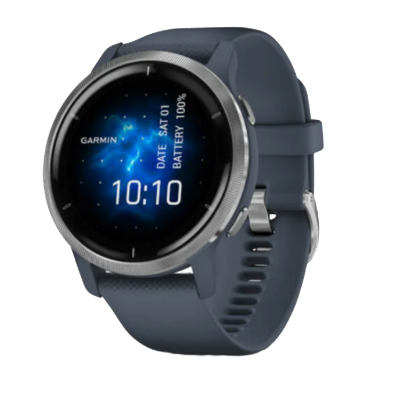 GARMIN
DATE SAT 01
BATTERY 100%
10:10